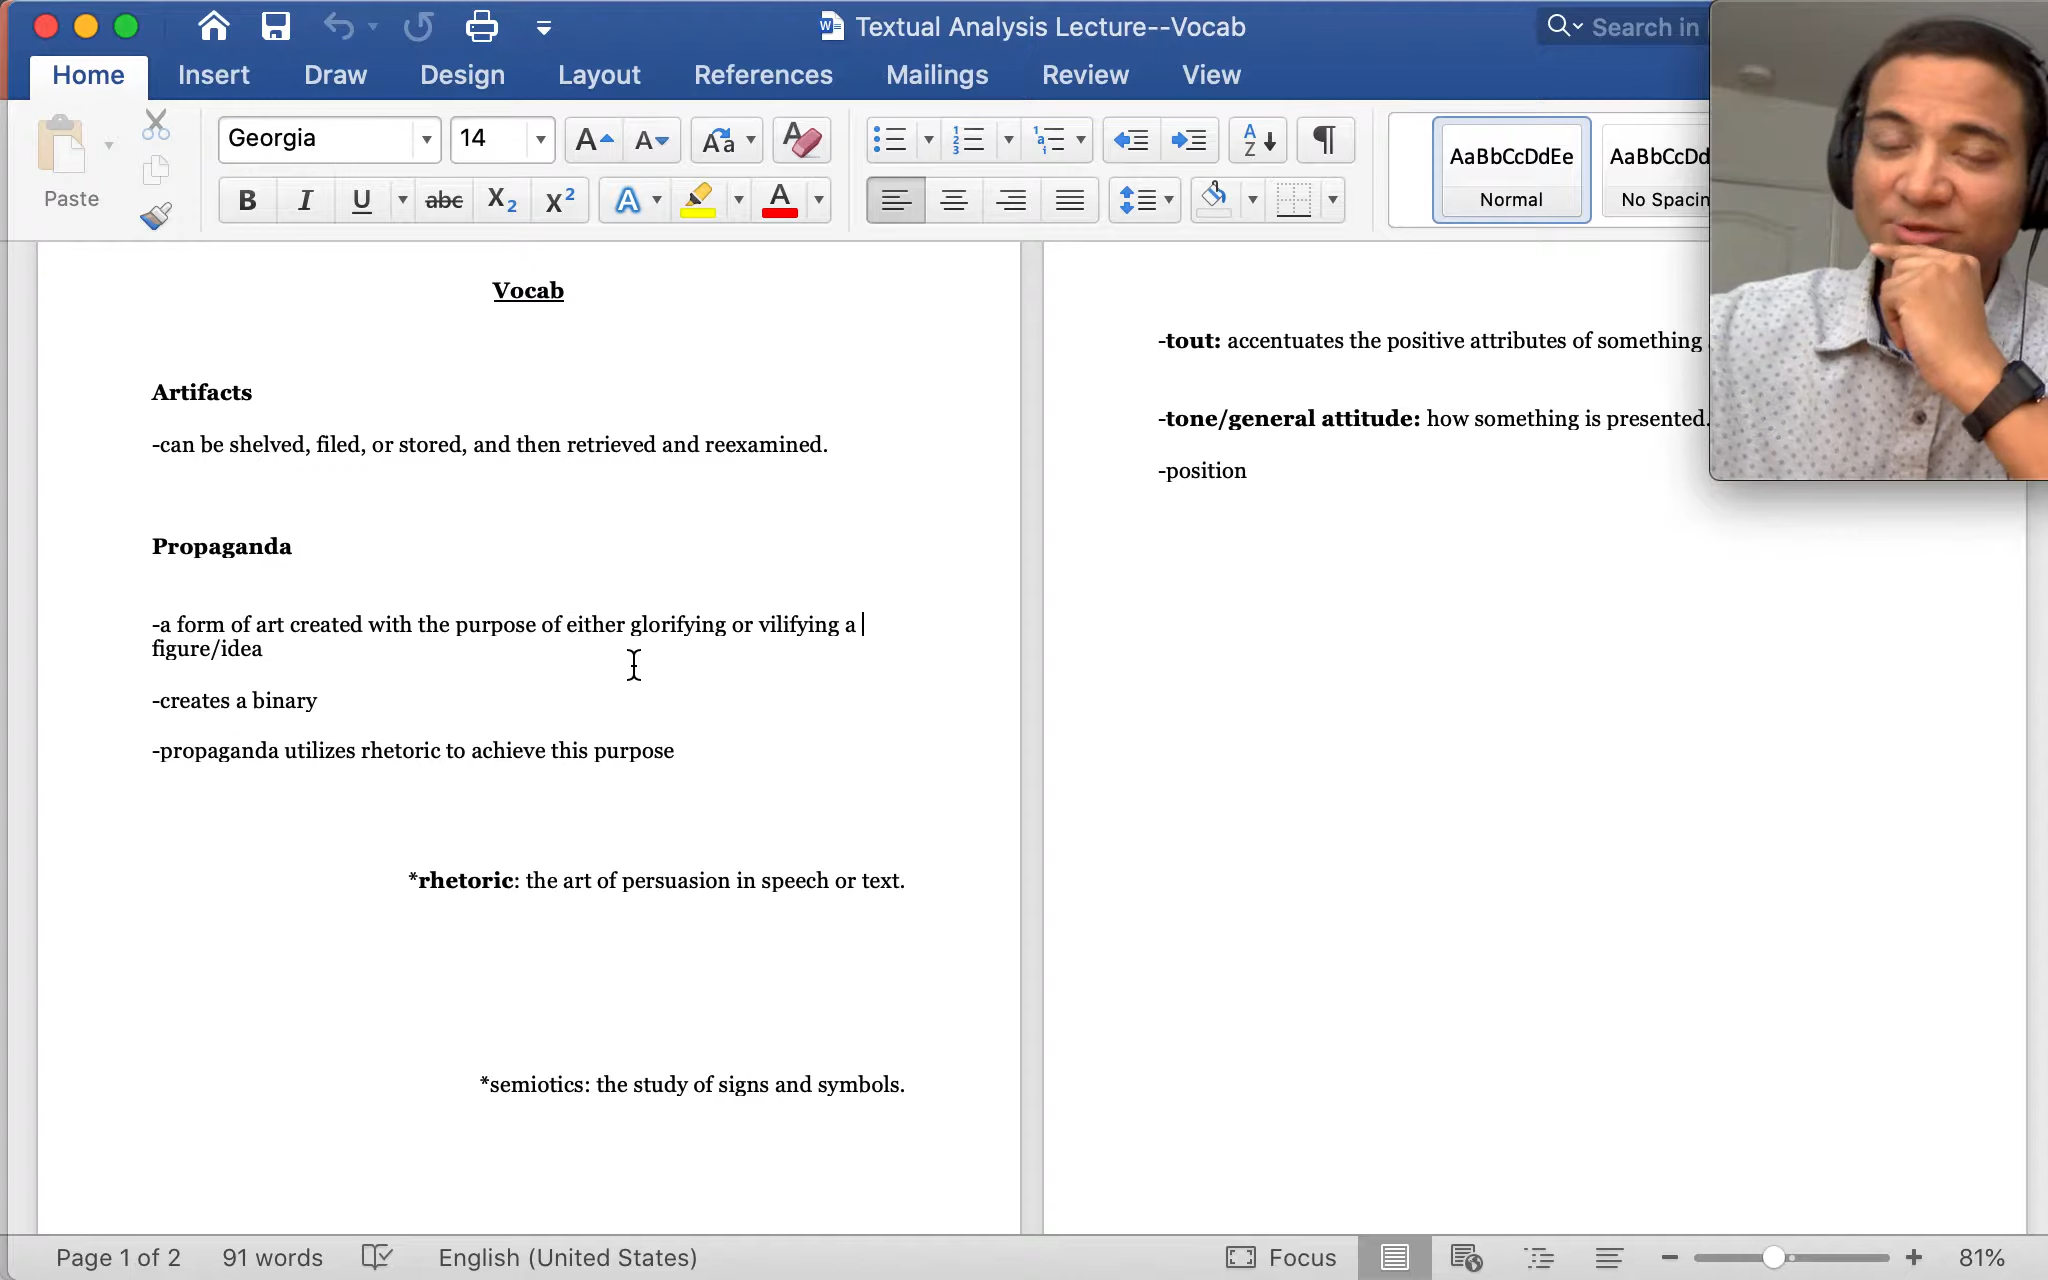 Textual Analysis Lecture--Vocab
Search in
Home Insert Draw Design Layout References Mailings Review View
Paste
Georgia
14
A A Aa A
AaBbCcDdEe
Normal
AaBbCcDd
No Spacin
B I U abc X2 X2 A A
A Z
Vocab
Artifacts
-can be shelved, filed, or stored, and then retrieved and reexamined.
Propaganda
-a form of art created with the purpose of either glorifying or vilifying a
figure/idea
-creates a binary
-propaganda utilizes rhetoric to achieve this purpose
*rhetoric: the art of persuasion in speech or text.
*semiotics: the study of signs and symbols.
-tout: accentuates the positive attributes of something
-tone/general attitude: how something is presented.
-position
Page 1 of 2 91 words English (United States) Focus 81%